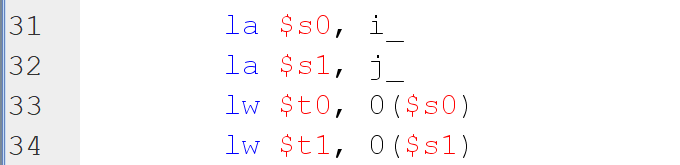 31 la $s0, i_
32 la $s1, j_
33 lw $t0, 0($s0)
34 lw $t1, 0($s1)